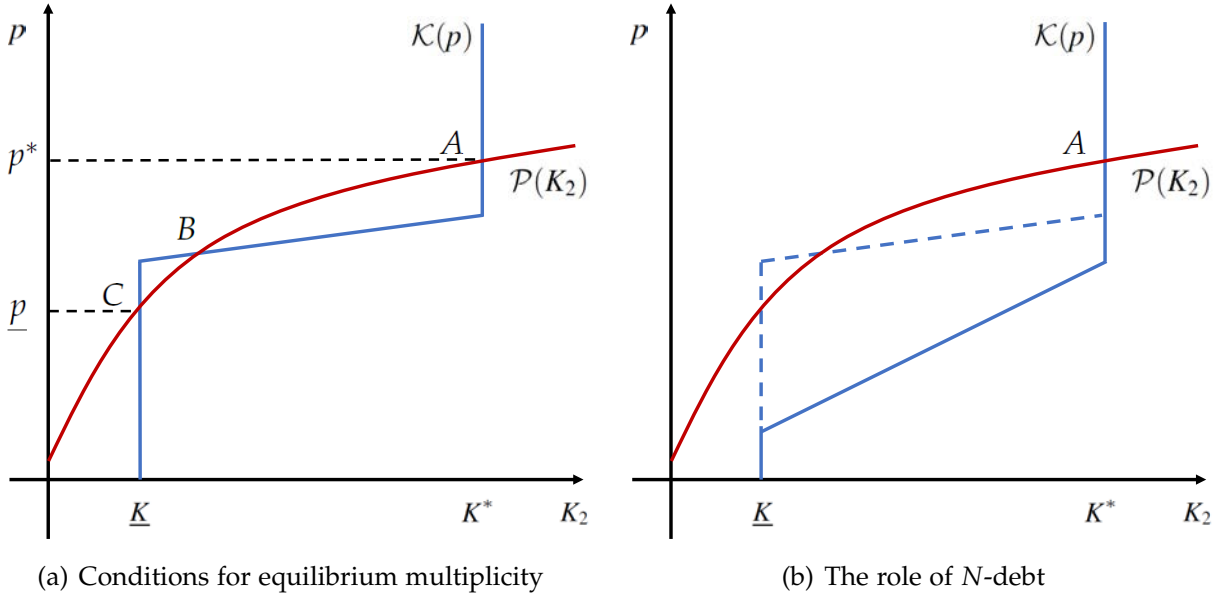 p
𝒦(p)
A
p*
𝒫(K₂)
B
C
p̲
K̲
K*
K₂
(a) Conditions for equilibrium multiplicity
p
𝒦(p)
A
𝒫(K₂)
K̲
K*
K₂
(b) The role of N-debt